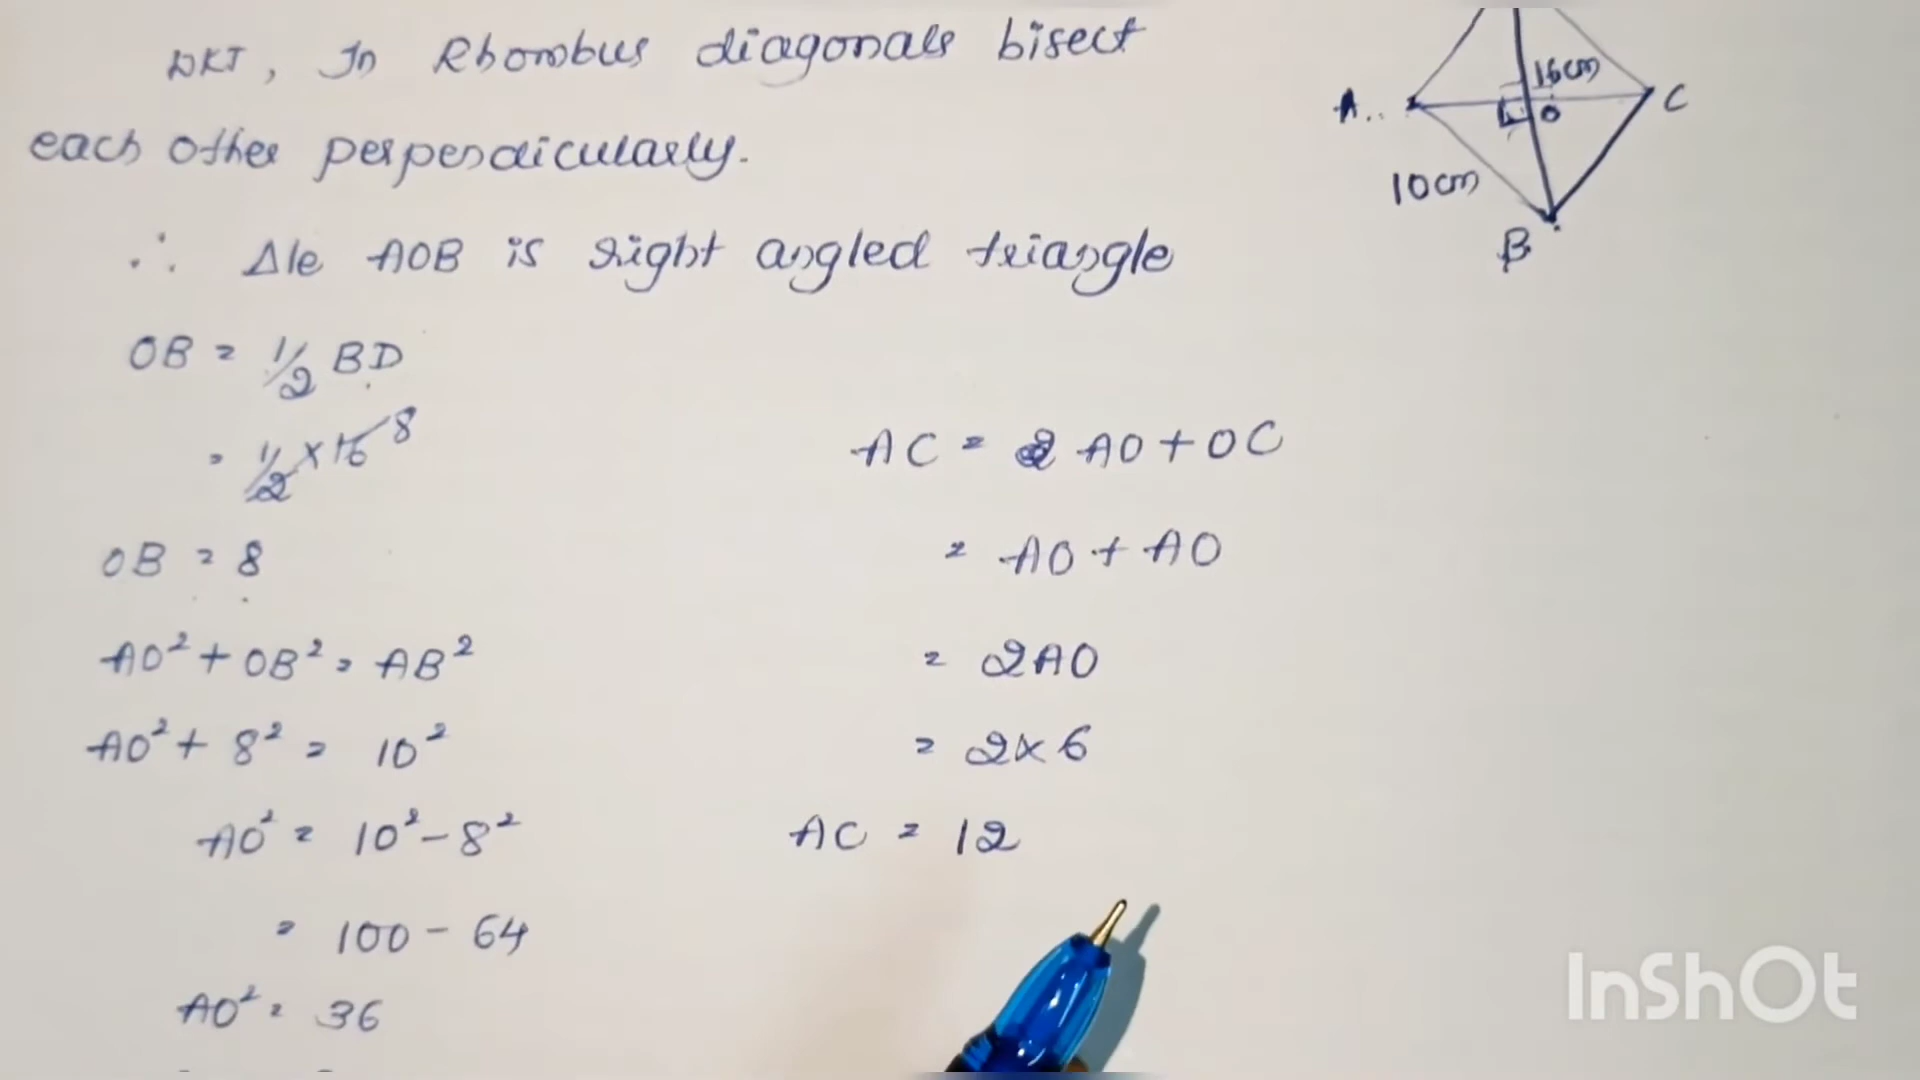 WKT, In Rhombus diagonals bisect
each other perpendicularly.
∴ Δle AOB is right angled triangle
OB = 1/2 BD
= 1/2 × 16 8
OB = 8
AO² + OB² = AB²
AO² + 8² = 10²
AO² = 10² - 8²
= 100 - 64
AO² = 36
AC = AO + OC
= AO + AO
= 2AO
= 2×6
AC = 12
16cm
A
O
C
10cm
B
InShOt